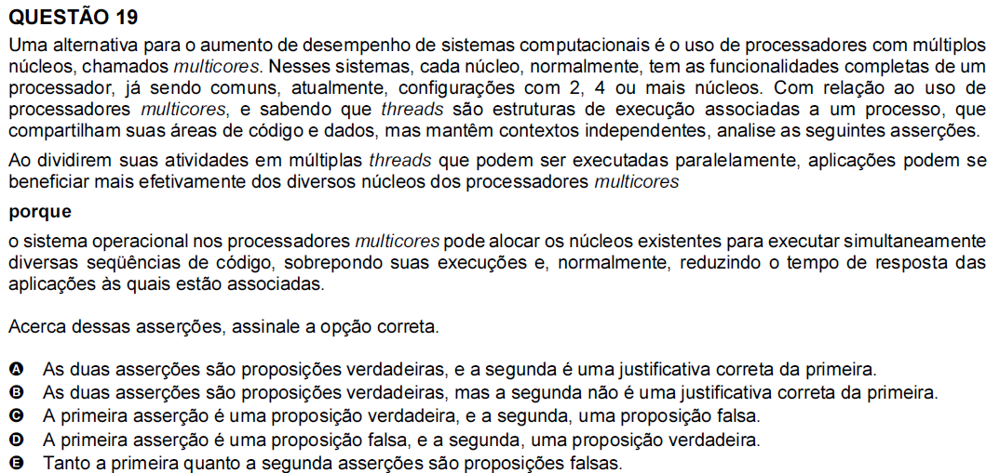 QUESTÃO 19
Uma alternativa para o aumento de desempenho de sistemas computacionais é o uso de processadores com múltiplos
núcleos, chamados multicores. Nesses sistemas, cada núcleo, normalmente, tem as funcionalidades completas de um
processador, já sendo comuns, atualmente, configurações com 2, 4 ou mais núcleos. Com relação ao uso de
processadores multicores, e sabendo que threads são estruturas de execução associadas a um processo, que
compartilham suas áreas de código e dados, mas mantêm contextos independentes, analise as seguintes asserções.
Ao dividirem suas atividades em múltiplas threads que podem ser executadas paralelamente, aplicações podem se
beneficiar mais efetivamente dos diversos núcleos dos processadores multicores
porque
o sistema operacional nos processadores multicores pode alocar os núcleos existentes para executar simultaneamente
diversas seqüências de código, sobrepondo suas execuções e, normalmente, reduzindo o tempo de resposta das
aplicações às quais estão associadas.
Acerca dessas asserções, assinale a opção correta.
A As duas asserções são proposições verdadeiras, e a segunda é uma justificativa correta da primeira.
B As duas asserções são proposições verdadeiras, mas a segunda não é uma justificativa correta da primeira.
C A primeira asserção é uma proposição verdadeira, e a segunda, uma proposição falsa.
D A primeira asserção é uma proposição falsa, e a segunda, uma proposição verdadeira.
E Tanto a primeira quanto a segunda asserções são proposições falsas.